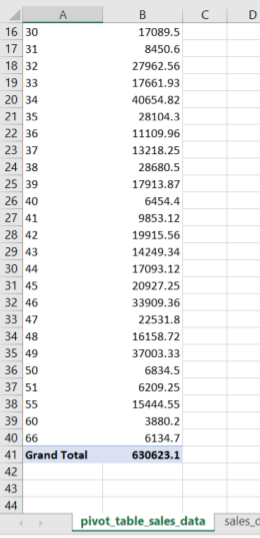 A B C D
16 30 17089.5
17 31 8450.6
18 32 27962.56
19 33 17661.93
20 34 40654.82
21 35 28104.3
22 36 11109.96
23 37 13218.25
24 38 28680.5
25 39 17913.87
26 40 6454.4
27 41 9853.12
28 42 19915.56
29 43 14249.34
30 44 17093.12
31 45 20927.25
32 46 33909.36
33 47 22531.8
34 48 16158.72
35 49 37003.33
36 50 6834.5
37 51 6209.25
38 55 15444.55
39 60 3880.2
40 66 6134.7
41 Grand Total 630623.1
42
43
44
pivot_table_sales_data sales_d